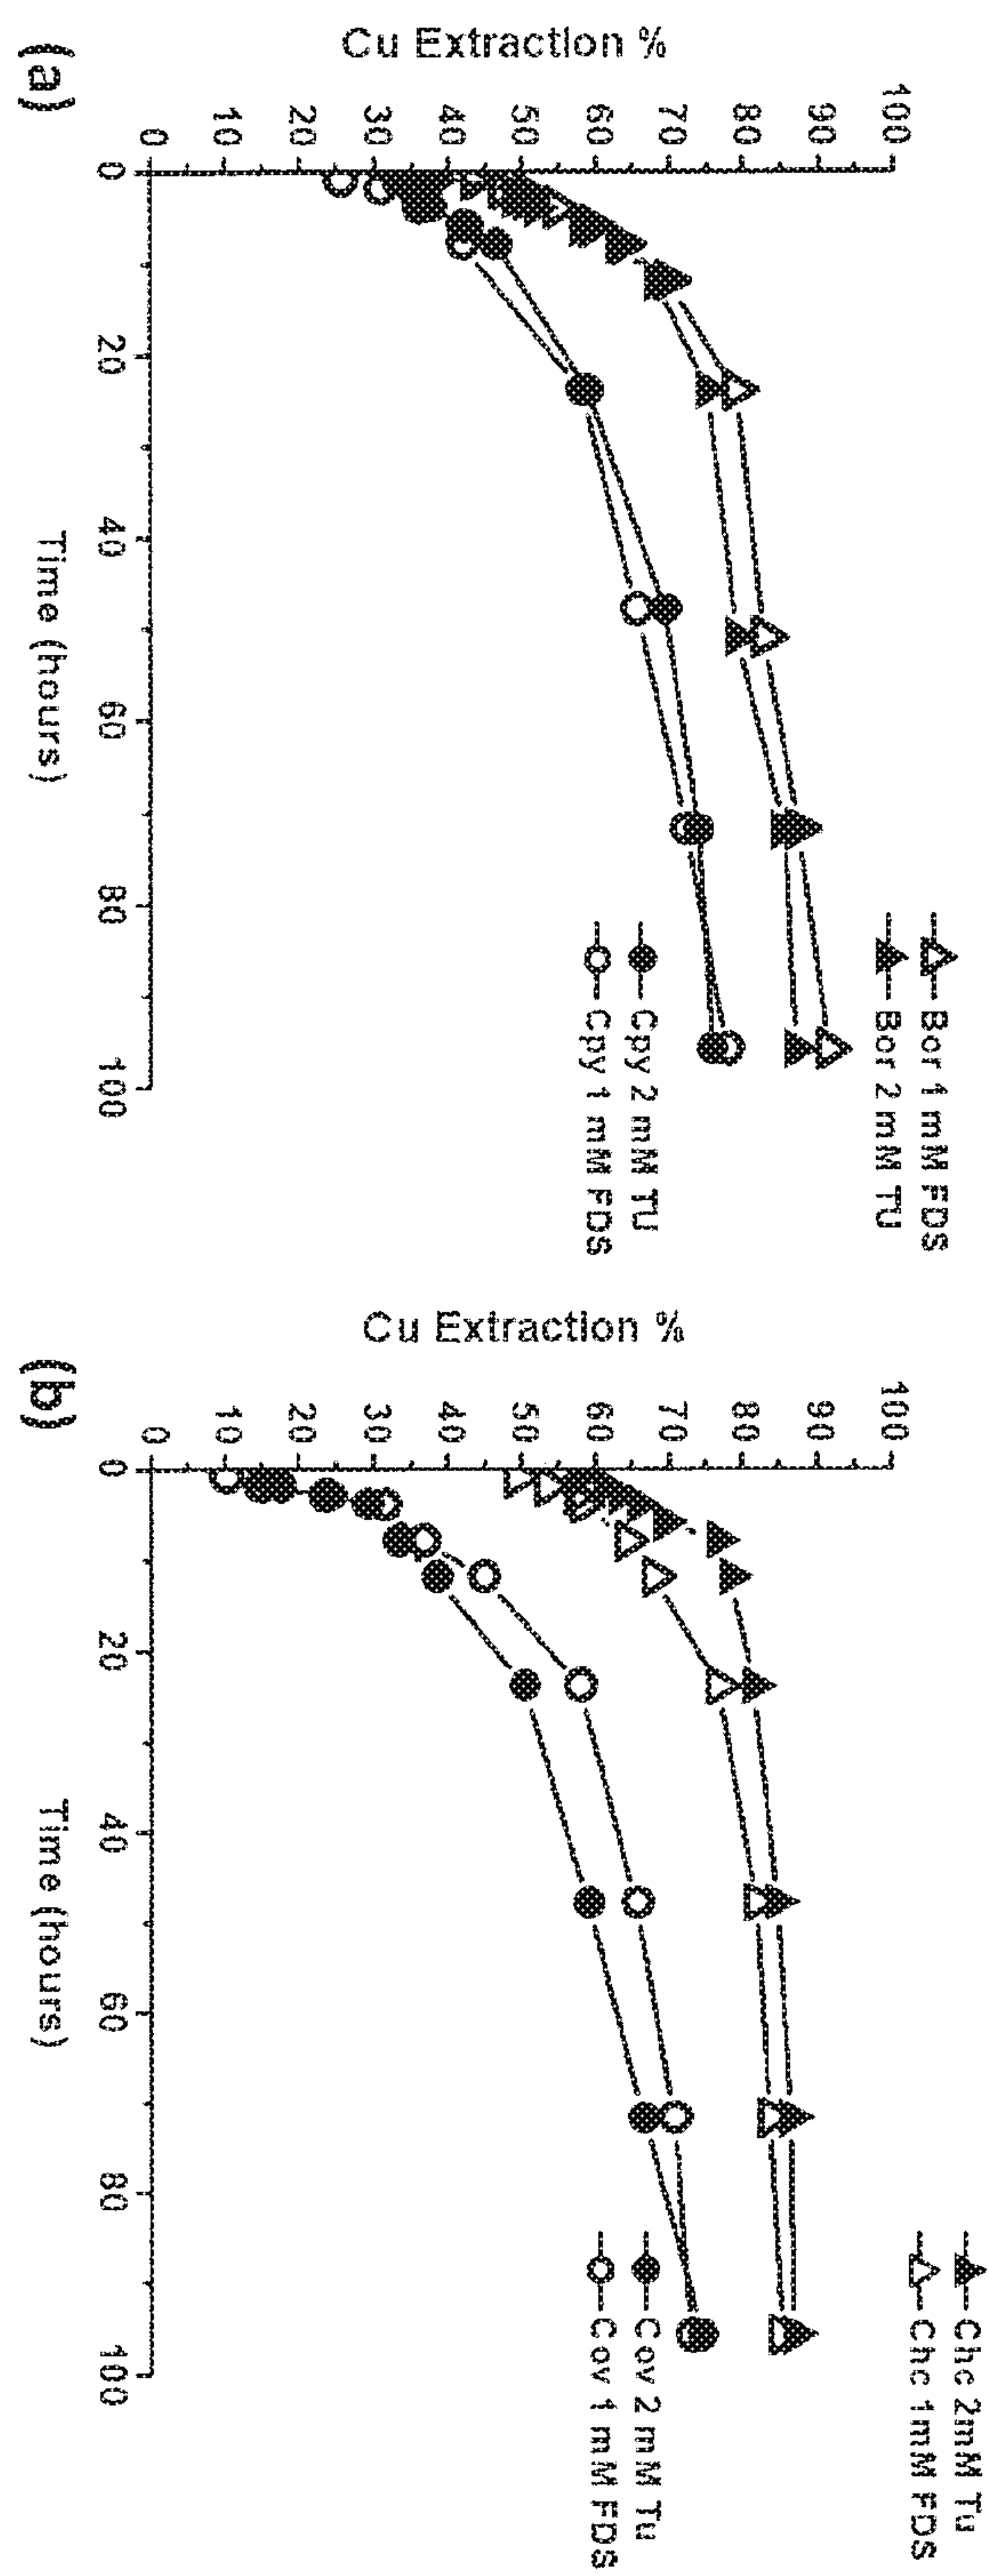 Cu Extraction %
100
90
80
70
60
50
40
30
20
10
0
0
20
40
60
80
100
Time (hours)
Bor 1 mM FDS
Bor 2 mM TU
Cpy 2 mM TU
Cpy 1 mM FDS
(a)
Cu Extraction %
100
90
80
70
60
50
40
30
20
10
0
0
20
40
60
80
100
Time (hours)
Chc 2mM Tu
Chc 1mM FDS
Cov 2 mM Tu
Cov 1 mM FDS
(b)